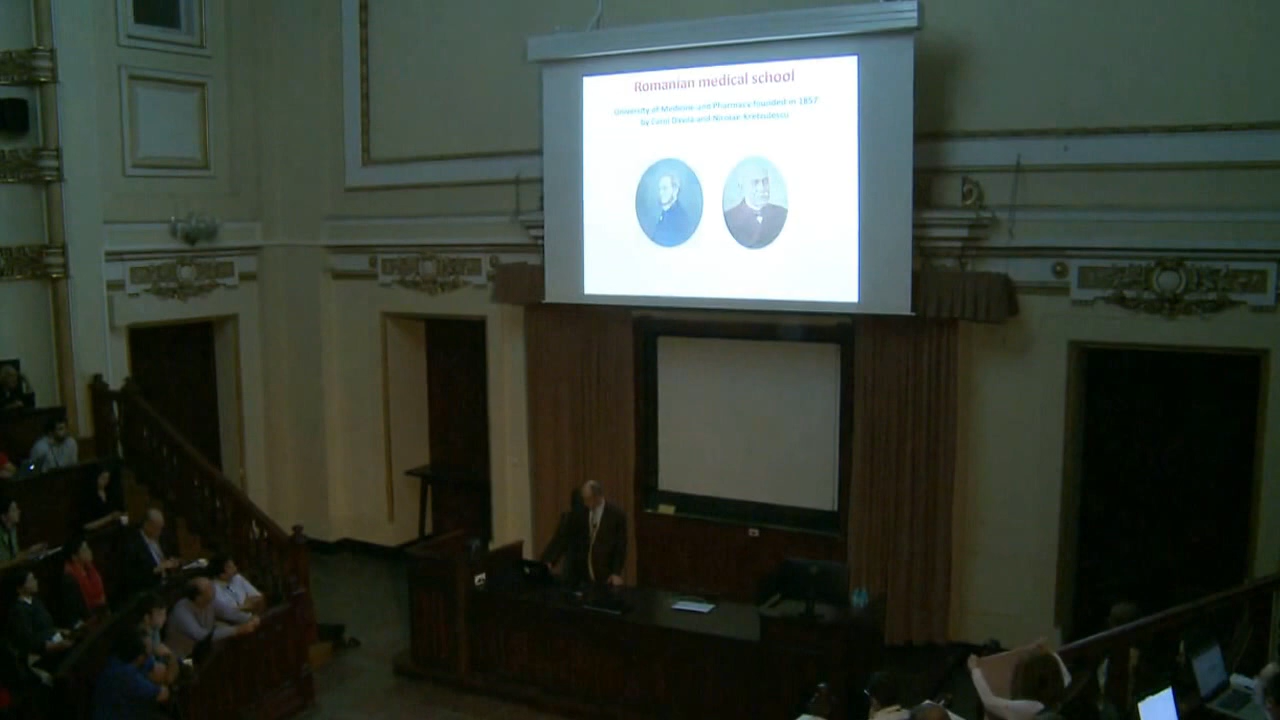 Romanian medical school
University of Medicine and Pharmacy founded in 1857
by Carol Davila and Nicolae Kretzulescu